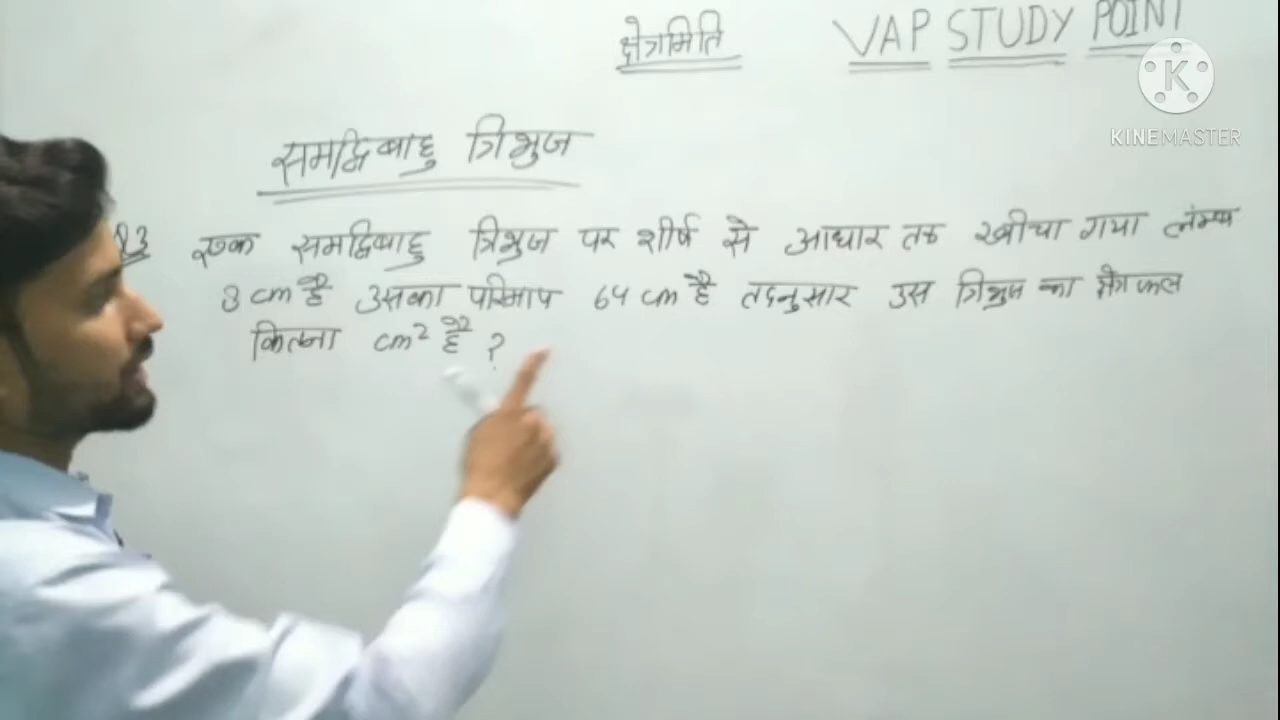 क्षेत्रमिति VAP STUDY POINT
KINEMASTER
समद्विबाहु त्रिभुज
Q3 एक समद्विबाहु त्रिभुज पर शीर्ष से आधार तक खीचा गया लंम्ब
8 cm है उसका परिमाप 64 cm है तदनुसार उस त्रिभुज का क्षेत्रफल
कितना cm² है ?